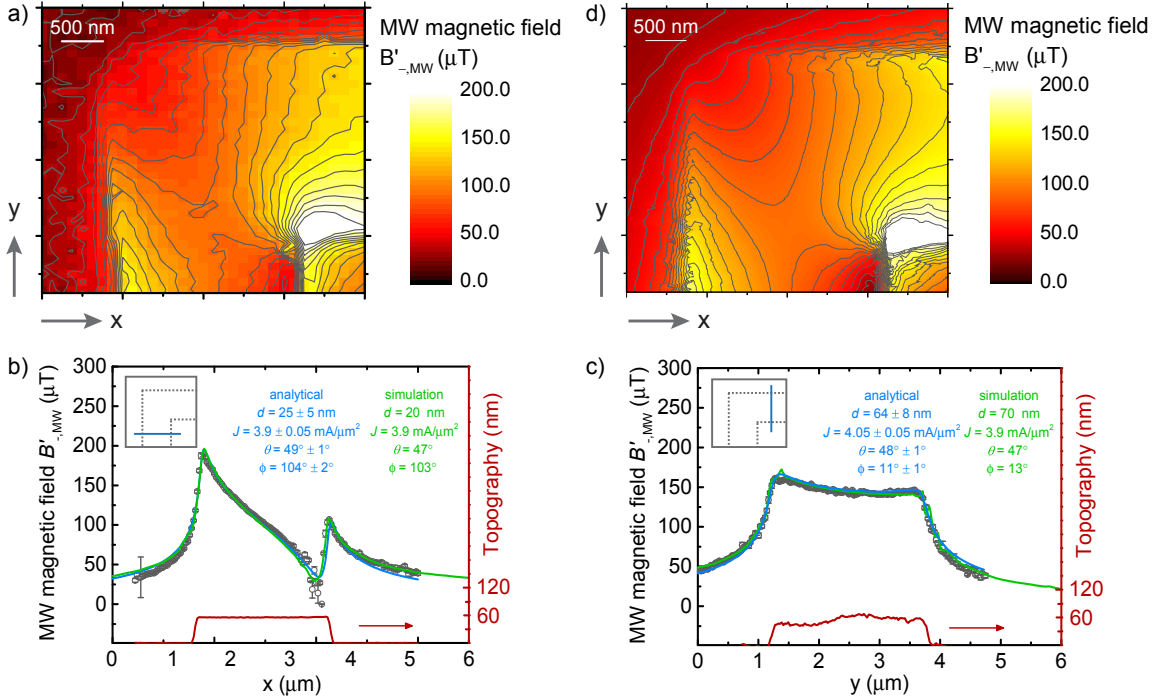 a)
500 nm
MW magnetic field
B'₋,MW (μT)
200.0
150.0
100.0
50.0
0.0
y
x
d)
500 nm
MW magnetic field
B'₋,MW (μT)
200.0
150.0
100.0
50.0
0.0
y
x
b)
MW magnetic field B'₋,MW (μT)
300
250
200
150
100
50
0
analytical
d = 25 ± 5 nm
J = 3.9 ± 0.05 mA/μm²
θ = 49° ± 1°
ϕ = 104° ± 2°
simulation
d = 20 nm
J = 3.9 mA/μm²
θ = 47°
ϕ = 103°
Topography (nm)
120
60
0 1 2 3 4 5 6
x (μm)
c)
MW magnetic field B'₋,MW (μT)
300
250
200
150
100
50
0
analytical
d = 64 ± 8 nm
J = 4.05 ± 0.05 mA/μm²
θ = 48° ± 1°
ϕ = 11° ± 1°
simulation
d = 70 nm
J = 3.9 mA/μm²
θ = 47°
ϕ = 13°
Topography (nm)
120
60
0 1 2 3 4 5 6
y (μm)